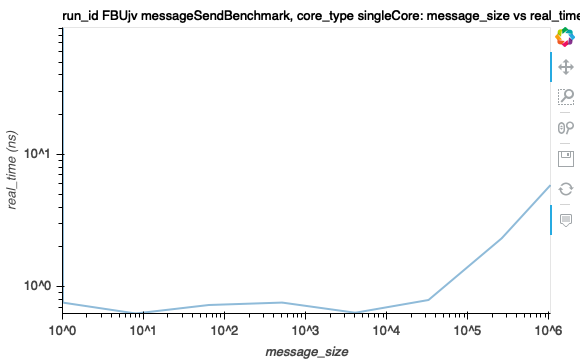 run_id FBUjv messageSendBenchmark, core_type singleCore: message_size vs real_time
10^1
real_time (ns)
10^0
10^0 10^1 10^2 10^3 10^4 10^5 10^6
message_size